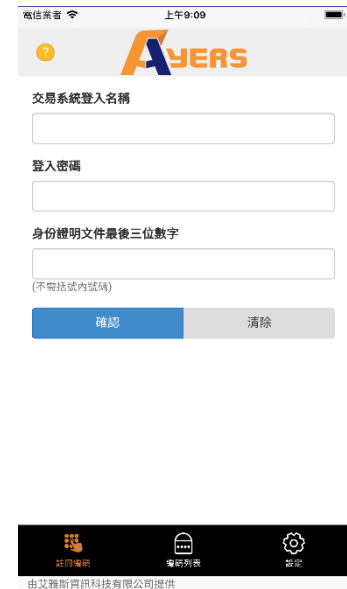 電信業者 上午9:09
?
AYERS
交易系統登入名稱
登入密碼
身份證明文件最後三位數字
(不需括號內號碼)
確認 清除
註冊編碼 編碼列表 設定
由艾雅斯資訊科技有限公司提供